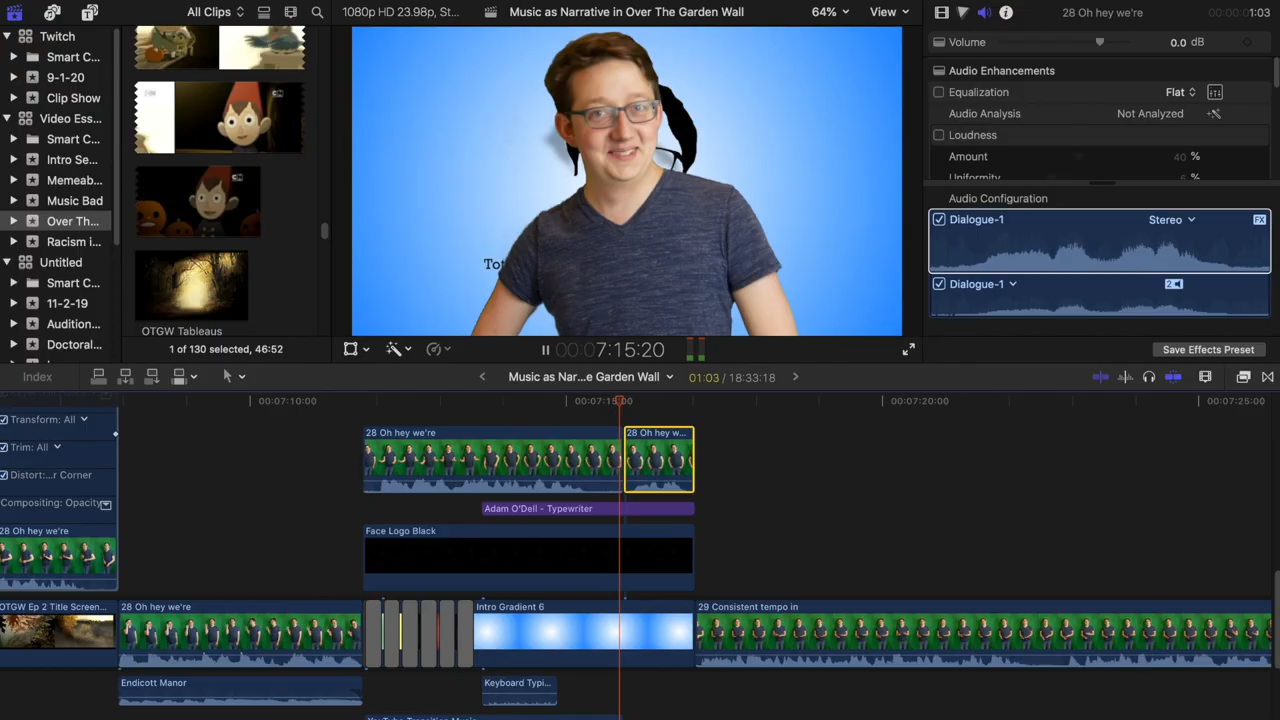 All Clips
1080p HD 23.98p, St...
Music as Narrative in Over The Garden Wall
64%
View
28 Oh hey we're
1:03
Twitch
Smart C...
9-1-20
Clip Show
Video Ess...
Smart C...
Intro Se...
Memeab...
Music Bad
Over Th...
Racism i...
Untitled
Smart C...
11-2-19
Audition...
Doctoral...
OTGW Tableaus
1 of 130 selected, 46:52
Tot
00:00:7:15:20
Volume
0.0 dB
Audio Enhancements
Equalization
Flat
Audio Analysis
Not Analyzed
Loudness
Amount
40 %
Uniformity
%
Audio Configuration
Dialogue-1
Stereo
FX
Dialogue-1
2
Save Effects Preset
Index
Music as Nar...e Garden Wall
01:03 / 18:33:18
00:07:10:00
00:07:15:00
00:07:20:00
00:07:25:00
Transform: All
Trim: All
Distort:...r Corner
Compositing: Opacity
28 Oh hey we're
28 Oh hey we're
28 Oh hey w...
Adam O'Dell - Typewriter
Face Logo Black
OTGW Ep 2 Title Screen...
28 Oh hey we're
Intro Gradient 6
29 Consistent tempo in
Endicott Manor
Keyboard Typi...
YouTube Transition Music